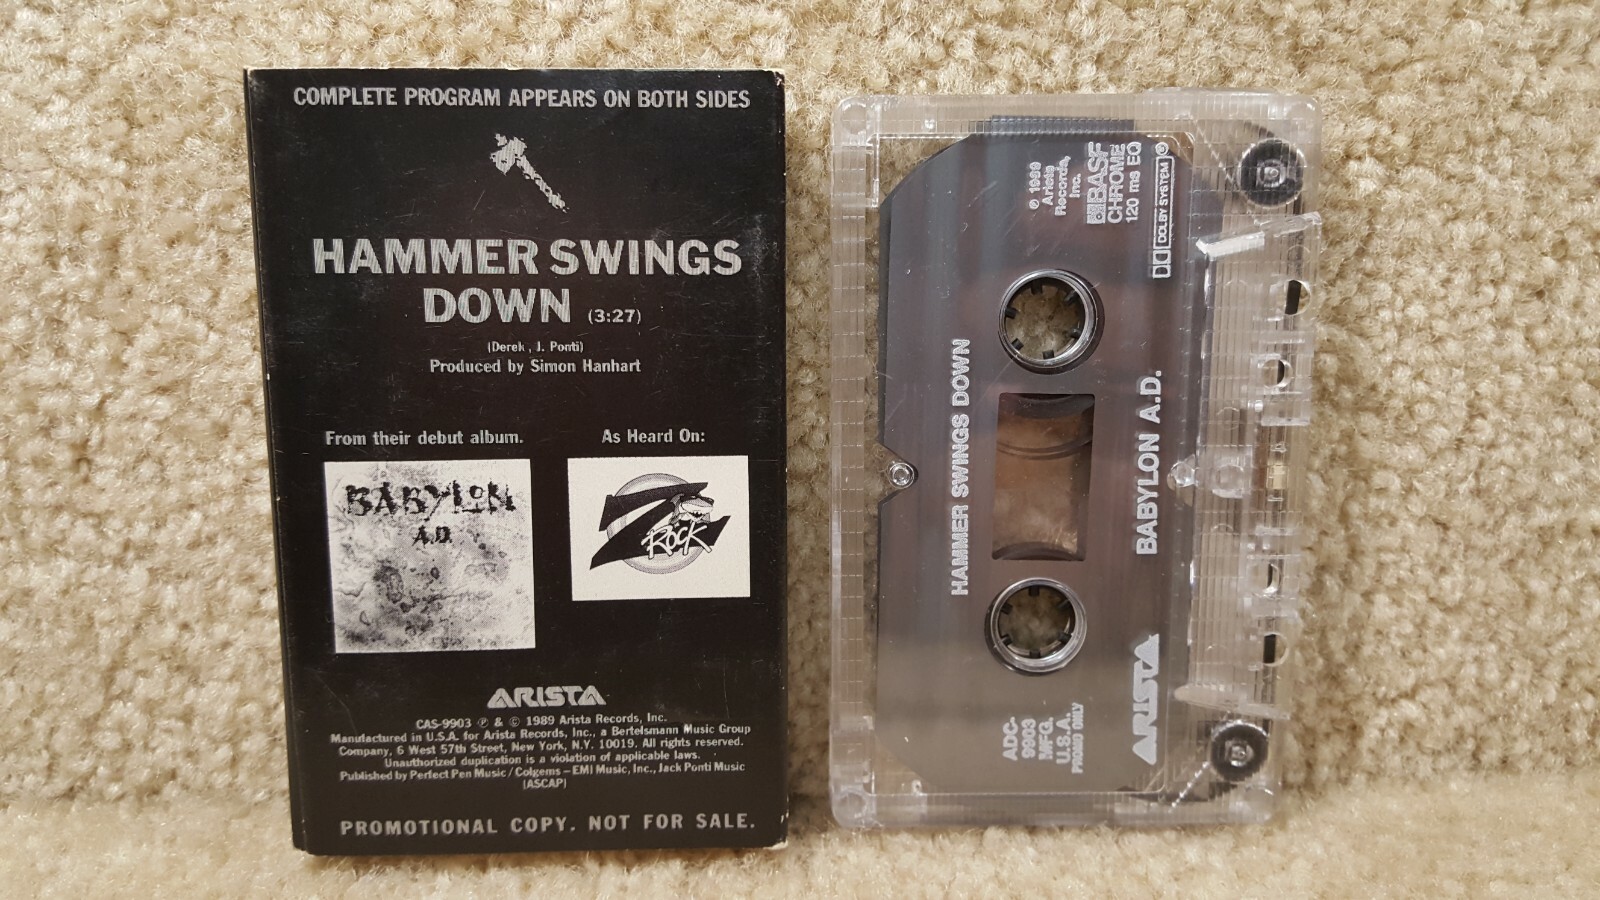 COMPLETE PROGRAM APPEARS ON BOTH SIDES
HAMMER SWINGS
DOWN (3:27)
(Derek, J. Ponti)
Produced by Simon Hanhart
From their debut album.
As Heard On:
BABYLON
A.D.
Z
ROCK
ARISTA
CAS-9903 ℗ & © 1989 Arista Records, Inc.
Manufactured in U.S.A. for Arista Records, Inc., a Bertelsmann Music Group
Company, 6 West 57th Street, New York, N.Y. 10019. All rights reserved.
Unauthorized duplication is a violation of applicable laws.
Published by Perfect Pen Music/Colgems-EMI Music, Inc., Jack Ponti Music
(ASCAP)
PROMOTIONAL COPY. NOT FOR SALE.
℗ 1989
Arista
Records,
Inc.
BASF
CHROME
120 ms EQ
DOLBY SYSTEM ®
HAMMER SWINGS DOWN
BABYLON A.D.
ADC-
9903
MFG.
U.S.A.
PROMO ONLY
ARISTA